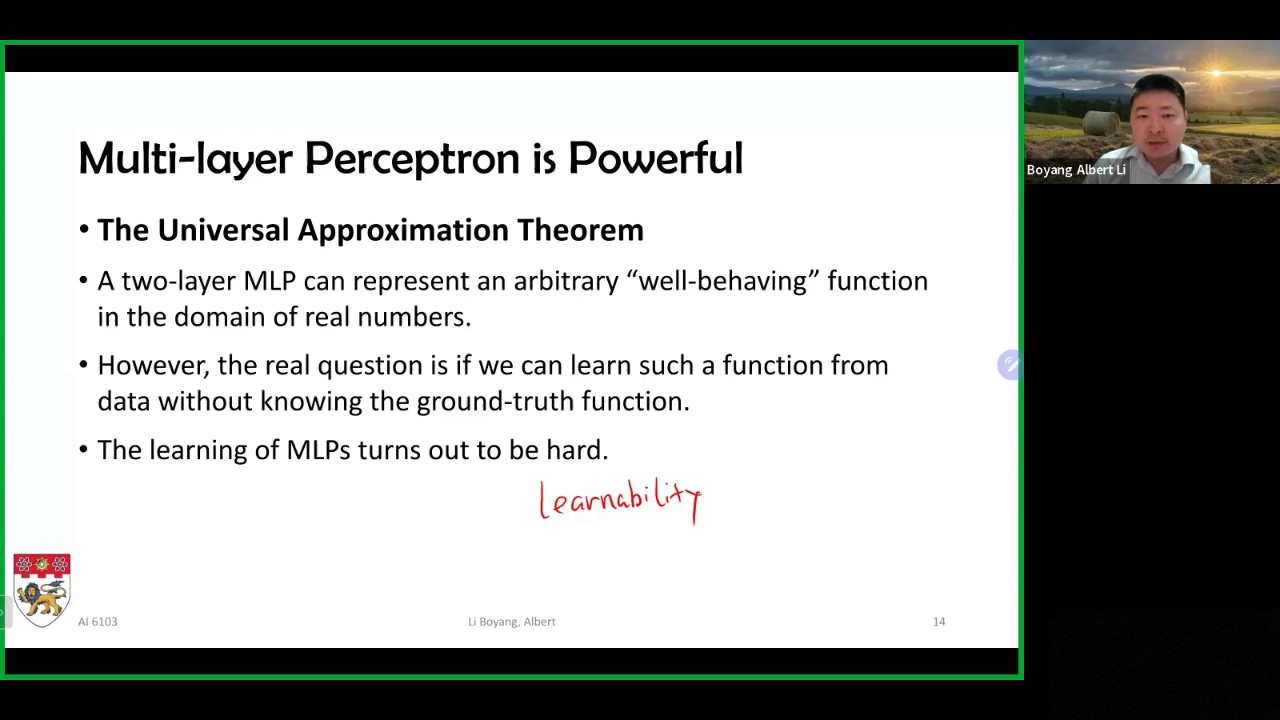 Multi-layer Perceptron is Powerful
• The Universal Approximation Theorem
• A two-layer MLP can represent an arbitrary “well-behaving” function
in the domain of real numbers.
• However, the real question is if we can learn such a function from
data without knowing the ground-truth function.
• The learning of MLPs turns out to be hard.
learnability
AI 6103
Li Boyang, Albert
14
Boyang Albert Li